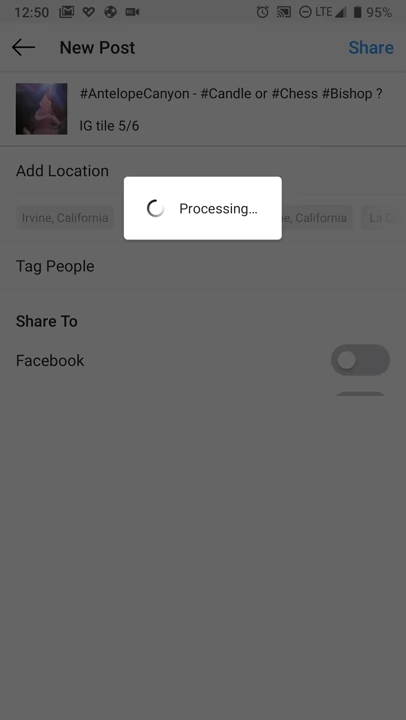 12:50 LTE 95%
New Post Share
#AntelopeCanyon - #Candle or #Chess #Bishop ?
IG tile 5/6
Add Location
Irvine, California California
Processing...
Tag People
Share To
Facebook